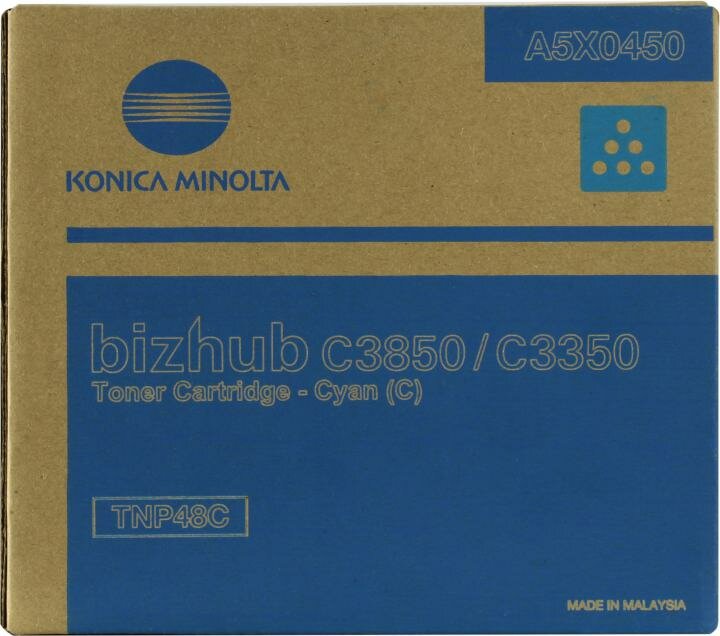 A5X0450
KONICA MINOLTA
bizhub C3850 / C3350
Toner Cartridge - Cyan (C)
TNP48C
MADE IN MALAYSIA